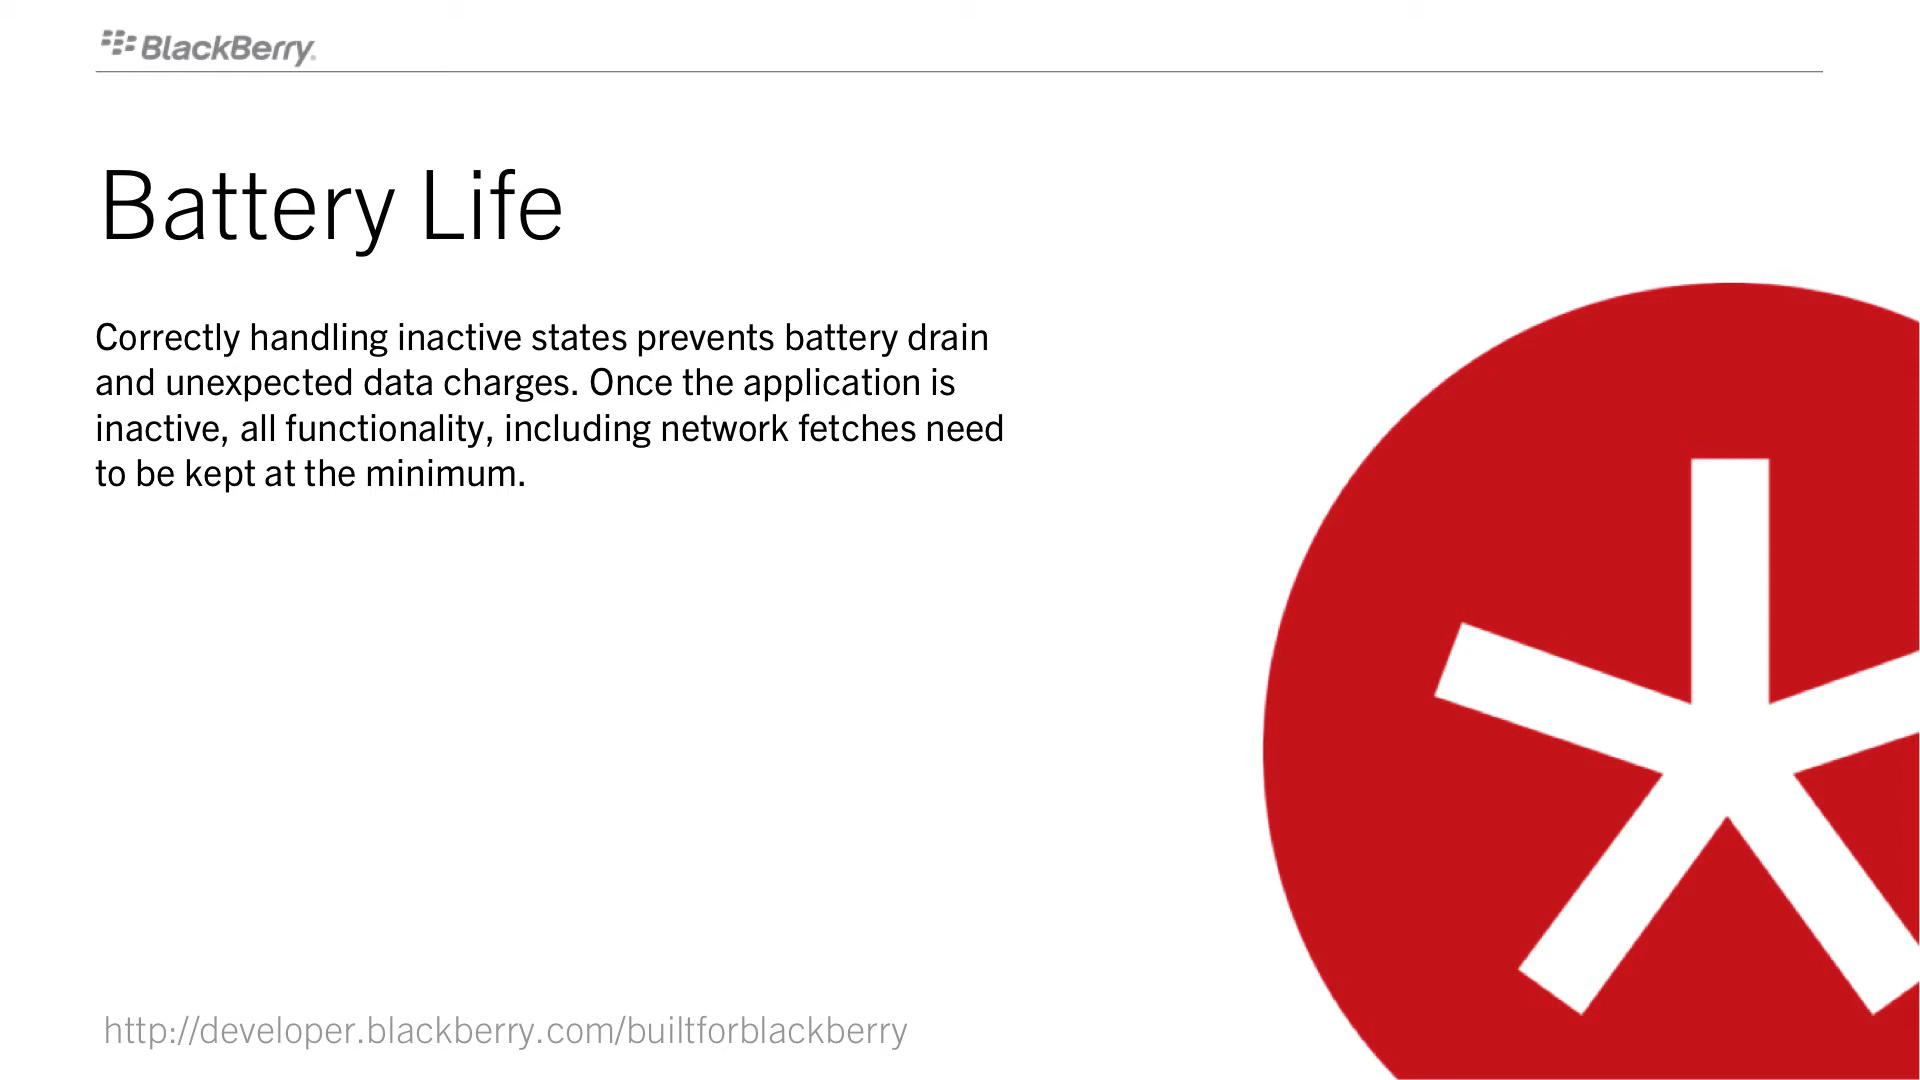 BlackBerry.
Battery Life
Correctly handling inactive states prevents battery drain
and unexpected data charges. Once the application is
inactive, all functionality, including network fetches need
to be kept at the minimum.
http://developer.blackberry.com/builtforblackberry